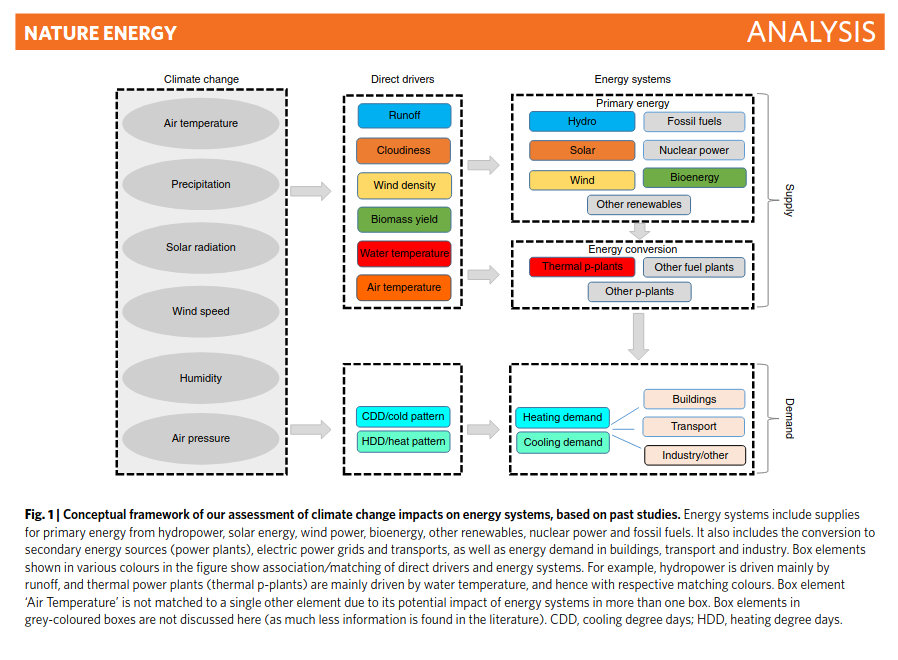 NATURE ENERGY
ANALYSIS
Climate change
Direct drivers
Energy systems
Air temperature
Precipitation
Solar radiation
Wind speed
Humidity
Air pressure
Runoff
Cloudiness
Wind density
Biomass yield
Water temperature
Air temperature
CDD/cold pattern
HDD/heat pattern
Primary energy
Hydro
Fossil fuels
Solar
Nuclear power
Wind
Bioenergy
Other renewables
Energy conversion
Thermal p-plants
Other fuel plants
Other p-plants
Supply
Heating demand
Cooling demand
Buildings
Transport
Industry/other
Demand
Fig. 1 | Conceptual framework of our assessment of climate change impacts on energy systems, based on past studies. Energy systems include supplies
for primary energy from hydropower, solar energy, wind power, bioenergy, other renewables, nuclear power and fossil fuels. It also includes the conversion to
secondary energy sources (power plants), electric power grids and transports, as well as energy demand in buildings, transport and industry. Box elements
shown in various colours in the figure show association/matching of direct drivers and energy systems. For example, hydropower is driven mainly by
runoff, and thermal power plants (thermal p-plants) are mainly driven by water temperature, and hence with respective matching colours. Box element
‘Air Temperature’ is not matched to a single other element due to its potential impact of energy systems in more than one box. Box elements in
grey-coloured boxes are not discussed here (as much less information is found in the literature). CDD, cooling degree days; HDD, heating degree days.